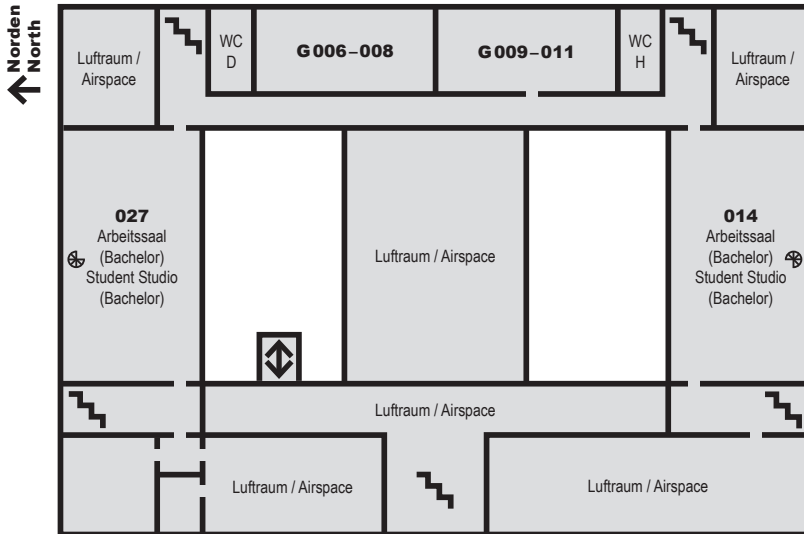 Norden
North
Luftraum /
Airspace
WC
D
G006–008
G009–011
WC
H
Luftraum /
Airspace
027
Arbeitssaal
(Bachelor)
Student Studio
(Bachelor)
Luftraum / Airspace
014
Arbeitssaal
(Bachelor)
Student Studio
(Bachelor)
Luftraum / Airspace
Luftraum / Airspace
Luftraum / Airspace